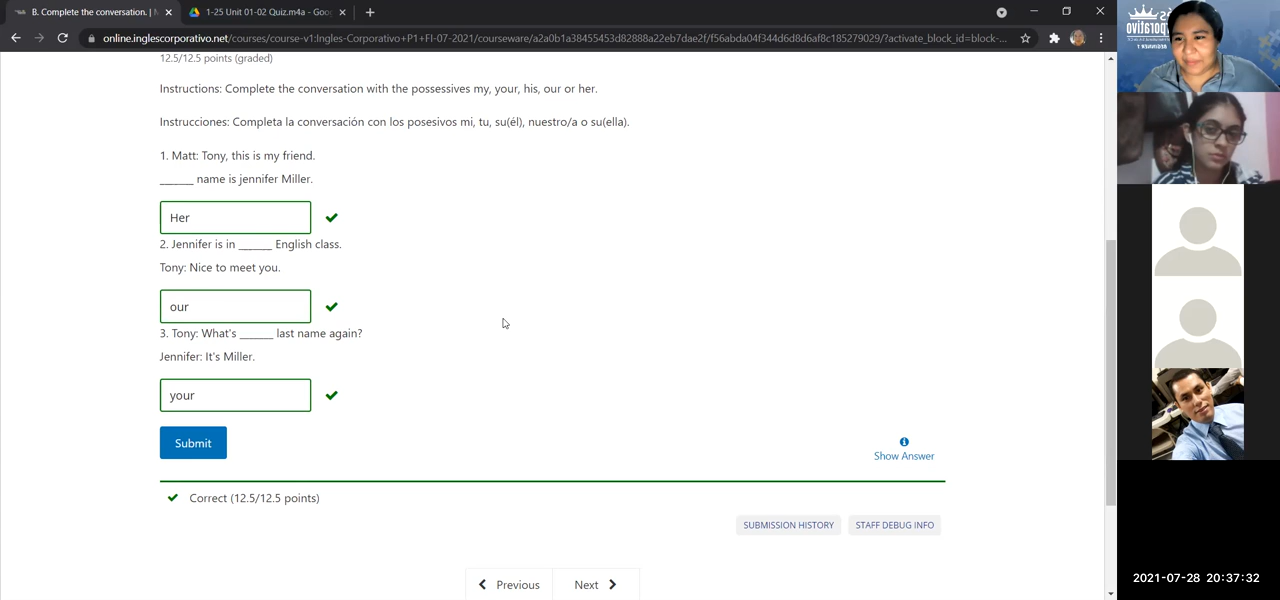 B. Complete the conversation. | M
1-25 Unit 01-02 Quiz.m4a - Goo
online.inglescorporativo.net/courses/course-v1:Ingles-Corporativo+P1+FI-07-2021/courseware/a2a0b1a38455453d82888a22eb7dae2f/f56abda04f344d6d8d6af8c185279029/?activate_block_id=block-...
12.5/12.5 points (graded)
Instructions: Complete the conversation with the possessives my, your, his, our or her.
Instrucciones: Completa la conversación con los posesivos mi, tu, su(él), nuestro/a o su(ella).
1. Matt: Tony, this is my friend.
______ name is jennifer Miller.
Her
2. Jennifer is in ______ English class.
Tony: Nice to meet you.
our
3. Tony: What's ______ last name again?
Jennifer: It's Miller.
your
Submit
Show Answer
Correct (12.5/12.5 points)
SUBMISSION HISTORY
STAFF DEBUG INFO
Previous
Next
2021-07-28 20:37:32